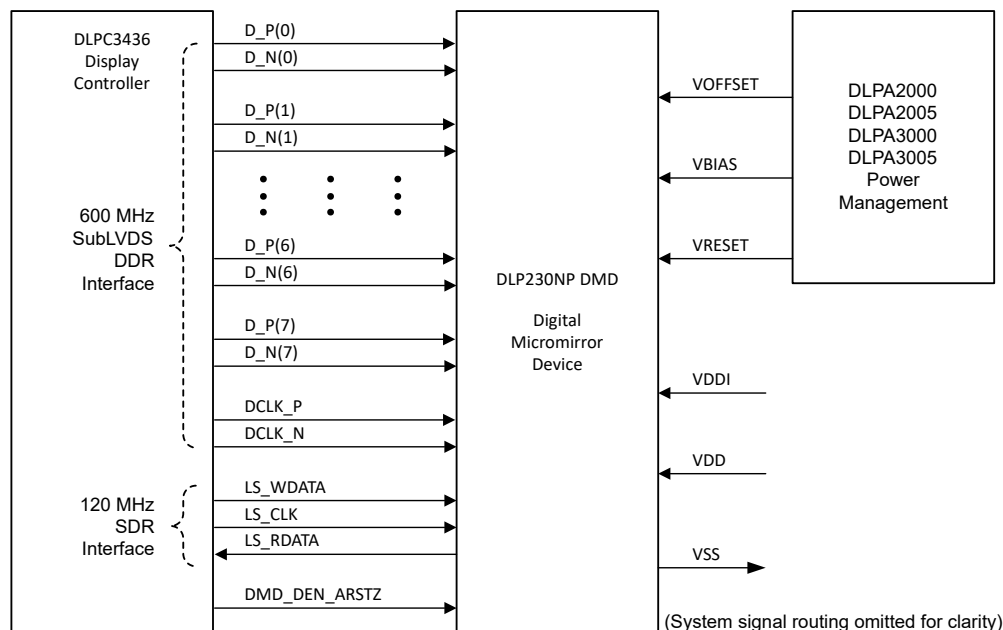 DLPC3436
Display
Controller
600 MHz
SubLVDS
DDR
Interface
120 MHz
SDR
Interface
D_P(0)
D_N(0)
D_P(1)
D_N(1)
D_P(6)
D_N(6)
D_P(7)
D_N(7)
DCLK_P
DCLK_N
LS_WDATA
LS_CLK
LS_RDATA
DMD_DEN_ARSTZ
DLP230NP DMD
Digital
Micromirror
Device
VOFFSET
VBIAS
VRESET
VDDI
VDD
VSS
DLPA2000
DLPA2005
DLPA3000
DLPA3005
Power
Management
(System signal routing omitted for clarity)